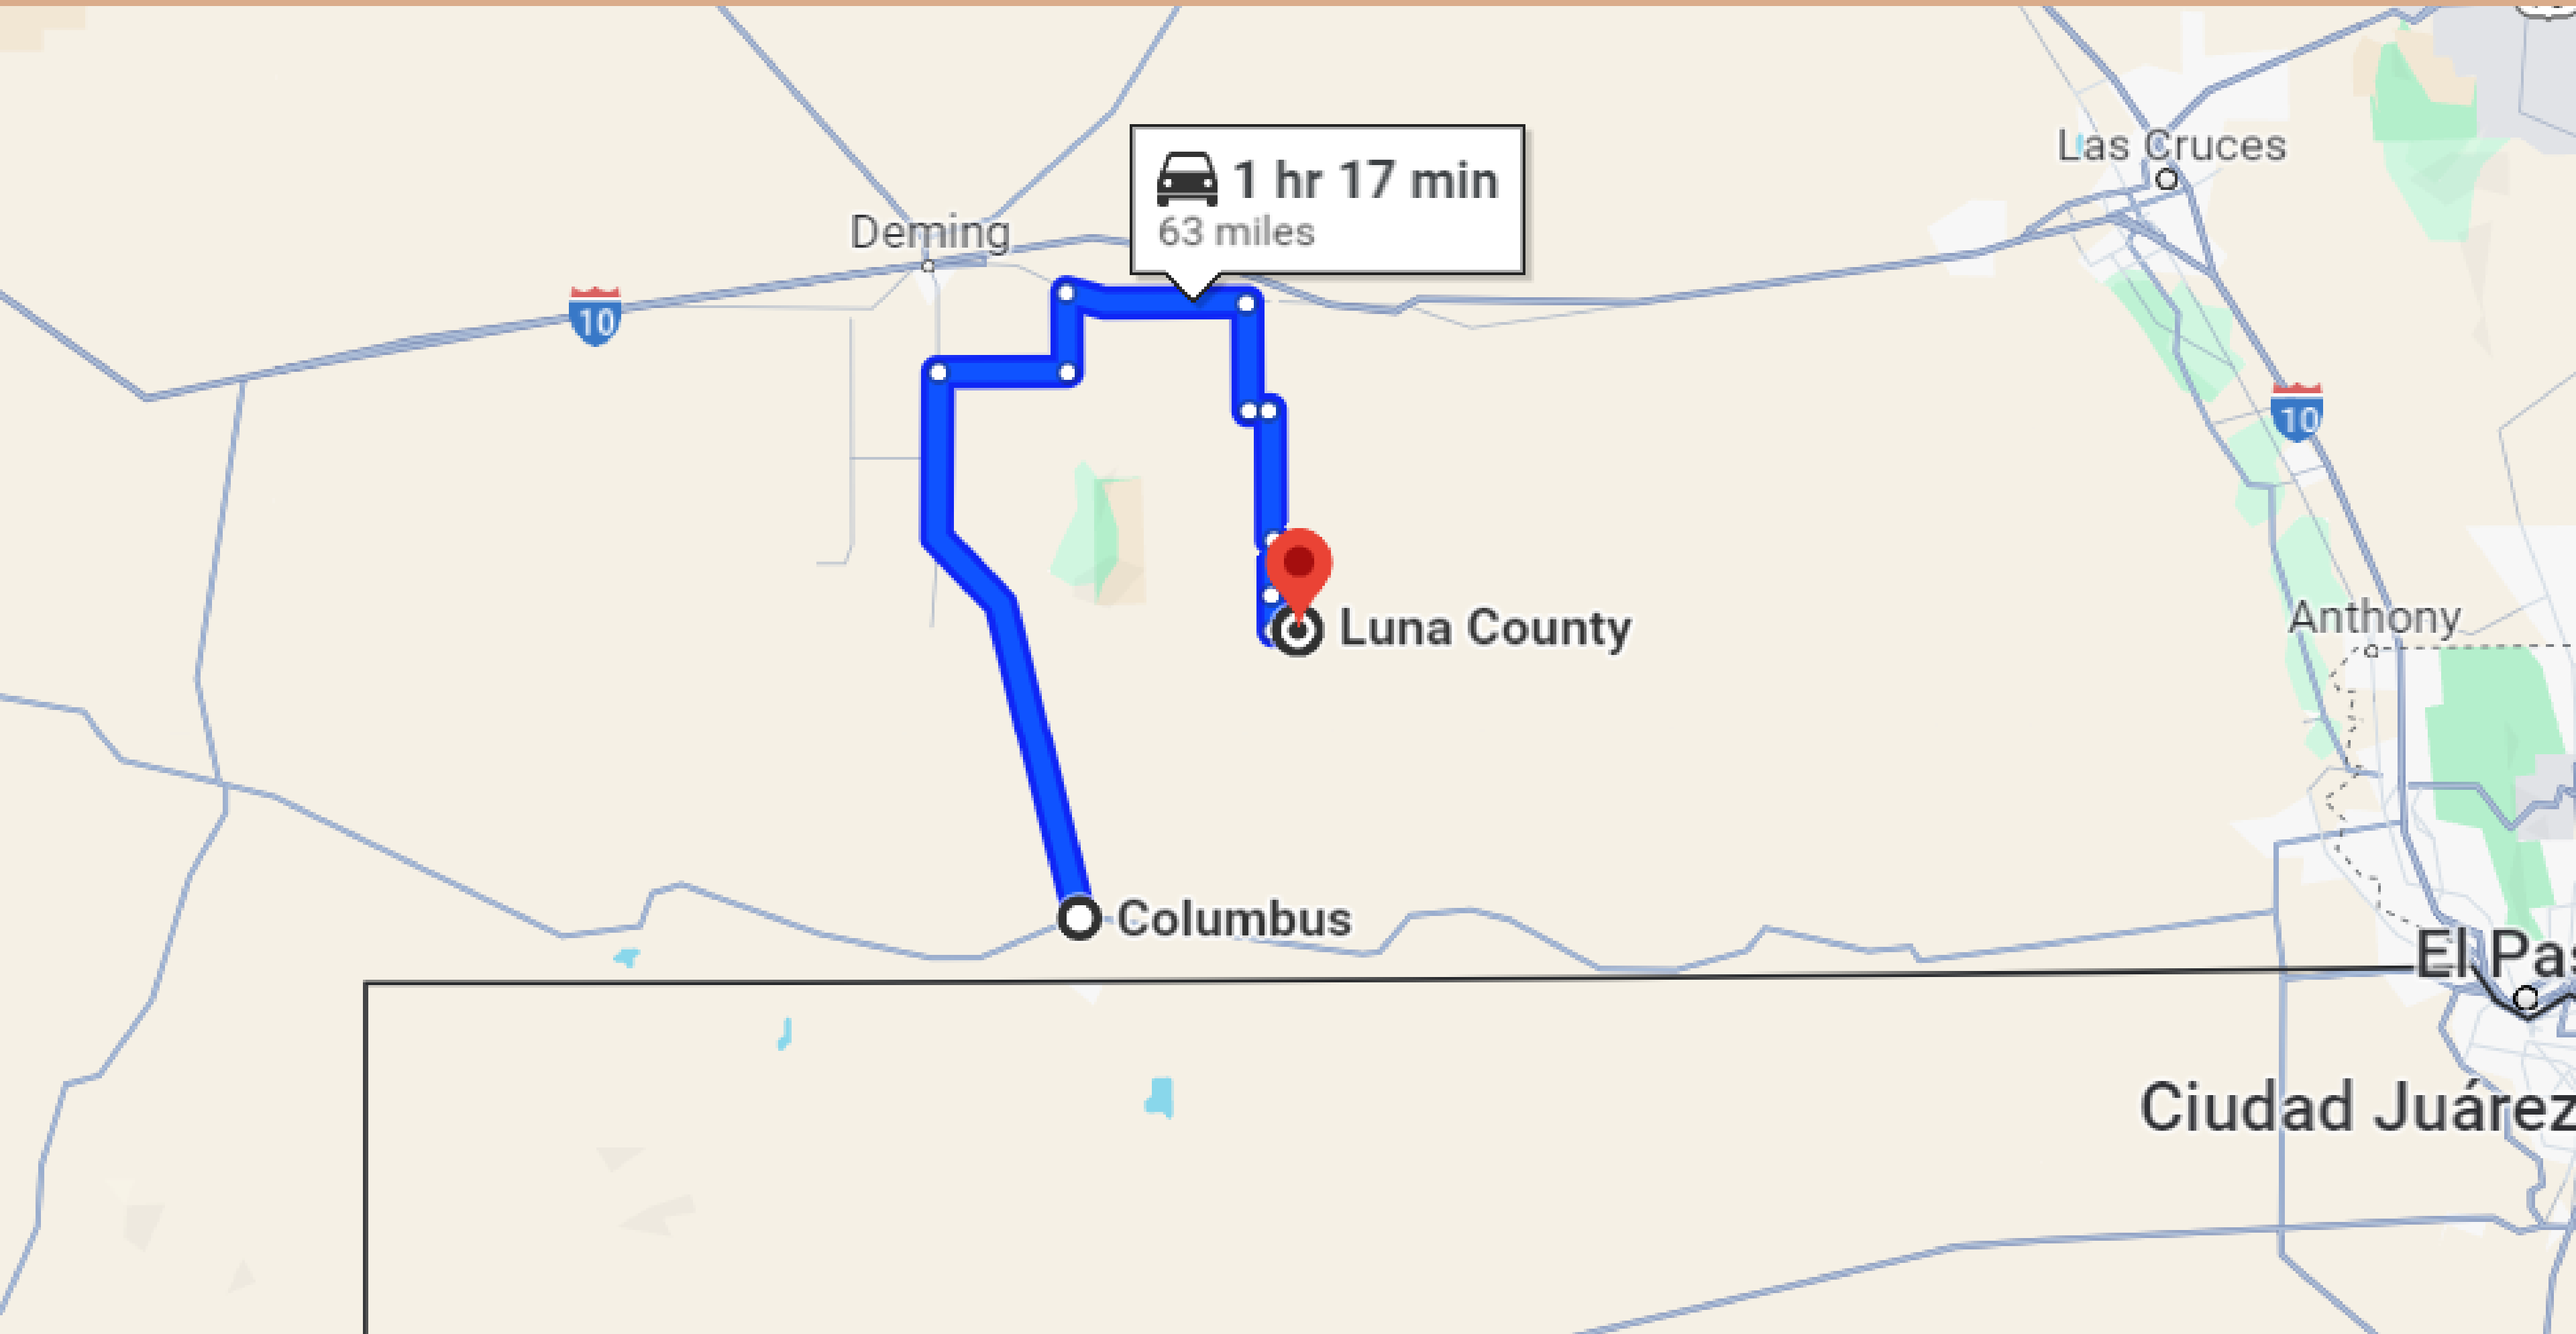 Las Cruces
1 hr 17 min
63 miles
Deming
10
10
Anthony
Luna County
Columbus
El Pas
Ciudad Juárez